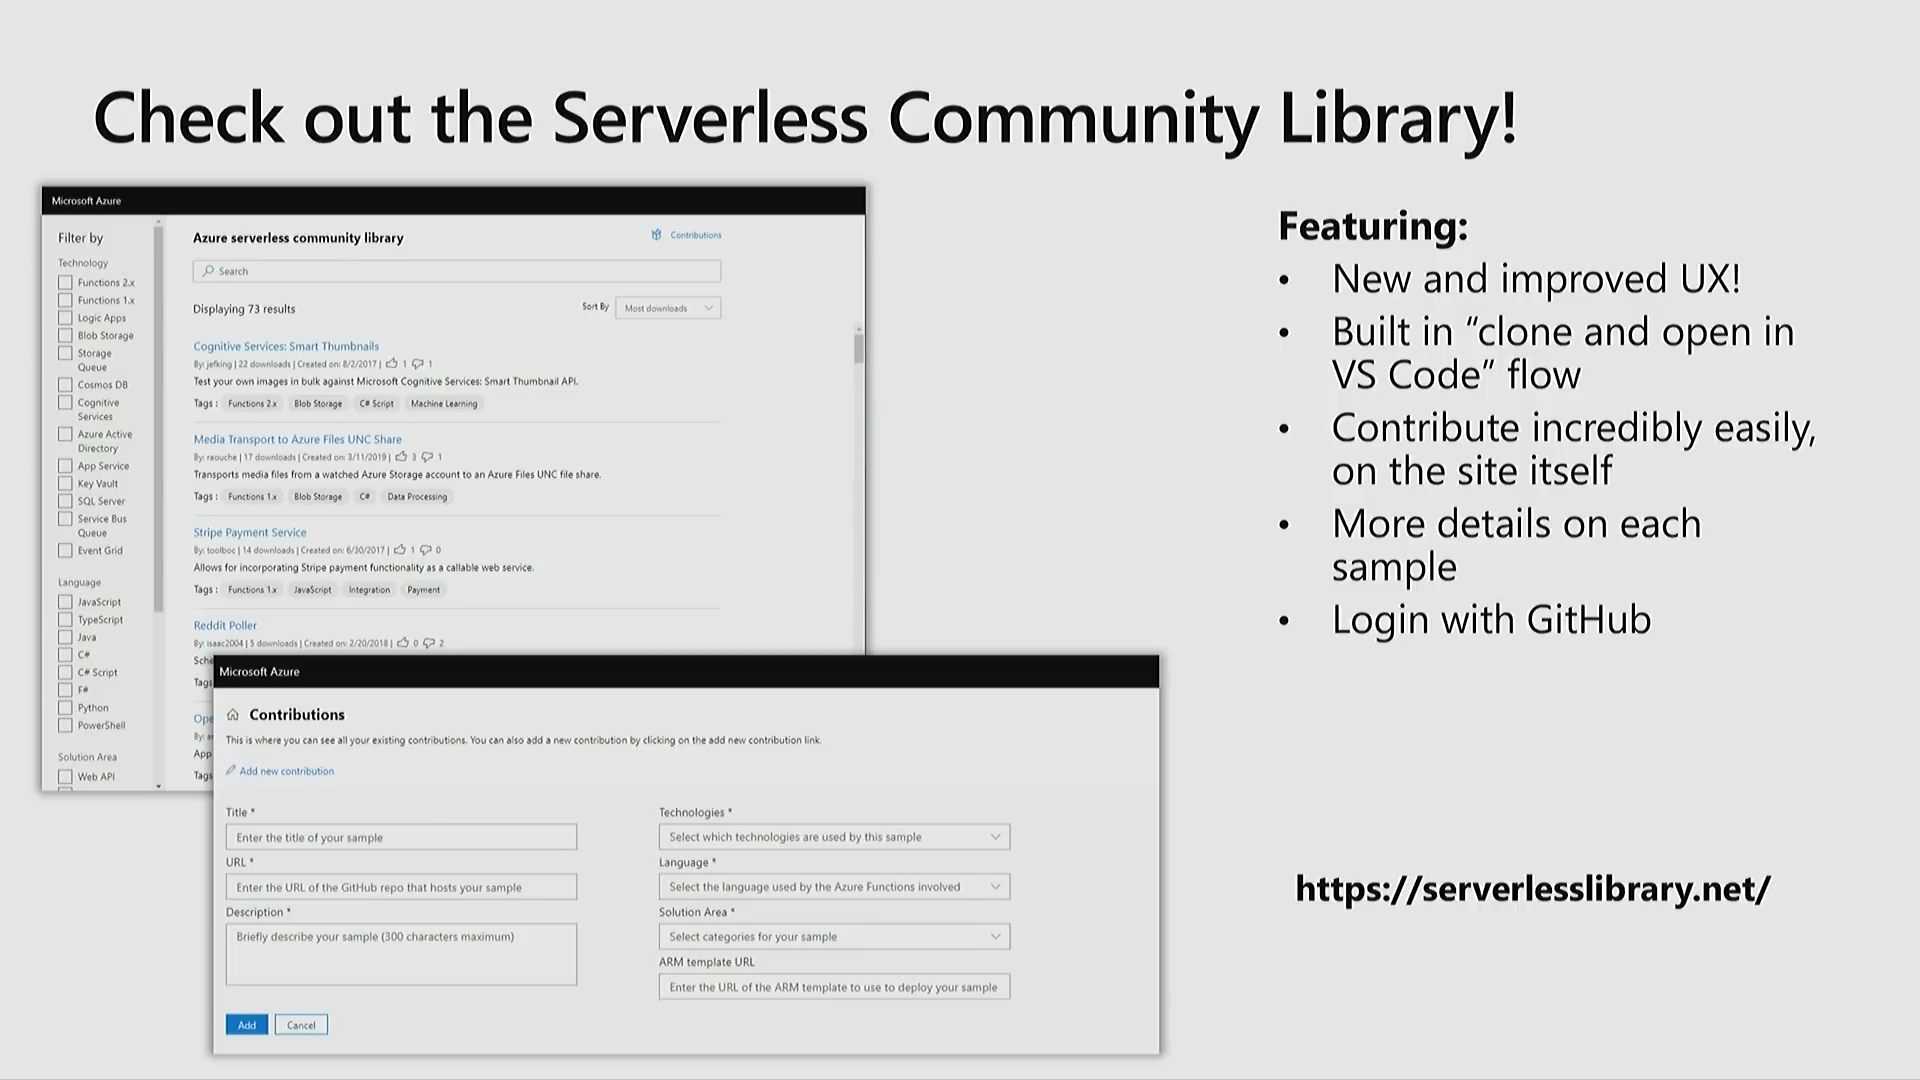 Check out the Serverless Community Library!
Microsoft Azure
Filter by
Technology
Functions 2.x
Functions 1.x
Logic Apps
Blob Storage
Storage
Queue
Cosmos DB
Cognitive
Services
Azure Active
Directory
App Service
Key Vault
SQL Server
Service Bus
Queue
Event Grid
Language
JavaScript
TypeScript
Java
C#
C# Script
F#
Python
PowerShell
Solution Area
Web API
Azure serverless community library
Contributions
Search
Displaying 73 results
Sort By
Most downloads
Cognitive Services: Smart Thumbnails
By: jefking | 22 downloads | Created on: 8/2/2017 | 1 1
Test your own images in bulk against Microsoft Cognitive Services: Smart Thumbnail API.
Tags : Functions 2.x Blob Storage C# Script Machine Learning
Media Transport to Azure Files UNC Share
By: raouche | 17 downloads | Created on: 3/11/2019 | 3 1
Transports media files from a watched Azure Storage account to an Azure Files UNC file share.
Tags : Functions 1.x Blob Storage C# Data Processing
Stripe Payment Service
By: toolboc | 14 downloads | Created on: 6/30/2017 | 1 0
Allows for incorporating Stripe payment functionality as a callable web service.
Tags : Functions 1.x JavaScript Integration Payment
Reddit Poller
By: isaac2004 | 5 downloads | Created on: 2/20/2018 | 0 2
Sche
Tags
Ope
By:
App
Tags
Microsoft Azure
Contributions
This is where you can see all your existing contributions. You can also add a new contribution by clicking on the add new contribution link.
Add new contribution
Title *
Enter the title of your sample
URL *
Enter the URL of the GitHub repo that hosts your sample
Description *
Briefly describe your sample (300 characters maximum)
Technologies *
Select which technologies are used by this sample
Language *
Select the language used by the Azure Functions involved
Solution Area *
Select categories for your sample
ARM template URL
Enter the URL of the ARM template to use to deploy your sample
Add
Cancel
Featuring:
• New and improved UX!
• Built in “clone and open in
VS Code” flow
• Contribute incredibly easily,
on the site itself
• More details on each
sample
• Login with GitHub
https://serverlesslibrary.net/